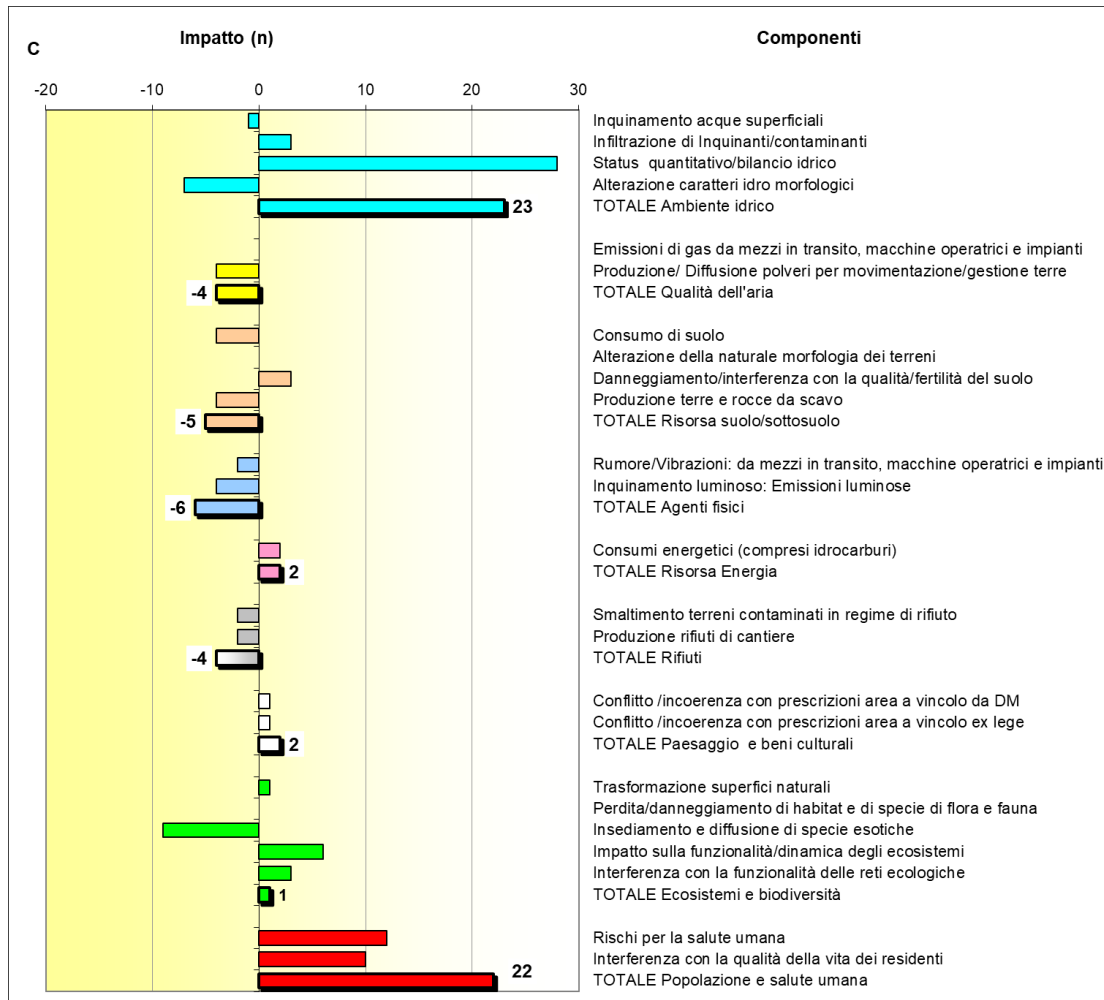 Impatto (n) Componenti
C
-20 -10 0 10 20 30
Inquinamento acque superficiali
Infiltrazione di Inquinanti/contaminanti
Status quantitativo/bilancio idrico
Alterazione caratteri idro morfologici
23 TOTALE Ambiente idrico
Emissioni di gas da mezzi in transito, macchine operatrici e impianti
Produzione/ Diffusione polveri per movimentazione/gestione terre
-4 TOTALE Qualità dell'aria
Consumo di suolo
Alterazione della naturale morfologia dei terreni
Danneggiamento/interferenza con la qualità/fertilità del suolo
Produzione terre e rocce da scavo
-5 TOTALE Risorsa suolo/sottosuolo
Rumore/Vibrazioni: da mezzi in transito, macchine operatrici e impianti
Inquinamento luminoso: Emissioni luminose
-6 TOTALE Agenti fisici
Consumi energetici (compresi idrocarburi)
2 TOTALE Risorsa Energia
Smaltimento terreni contaminati in regime di rifiuto
Produzione rifiuti di cantiere
-4 TOTALE Rifiuti
Conflitto /incoerenza con prescrizioni area a vincolo da DM
Conflitto /incoerenza con prescrizioni area a vincolo ex lege
2 TOTALE Paesaggio e beni culturali
Trasformazione superfici naturali
Perdita/danneggiamento di habitat e di specie di flora e fauna
Insediamento e diffusione di specie esotiche
Impatto sulla funzionalità/dinamica degli ecosistemi
Interferenza con la funzionalità delle reti ecologiche
1 TOTALE Ecosistemi e biodiversità
Rischi per la salute umana
Interferenza con la qualità della vita dei residenti
22 TOTALE Popolazione e salute umana